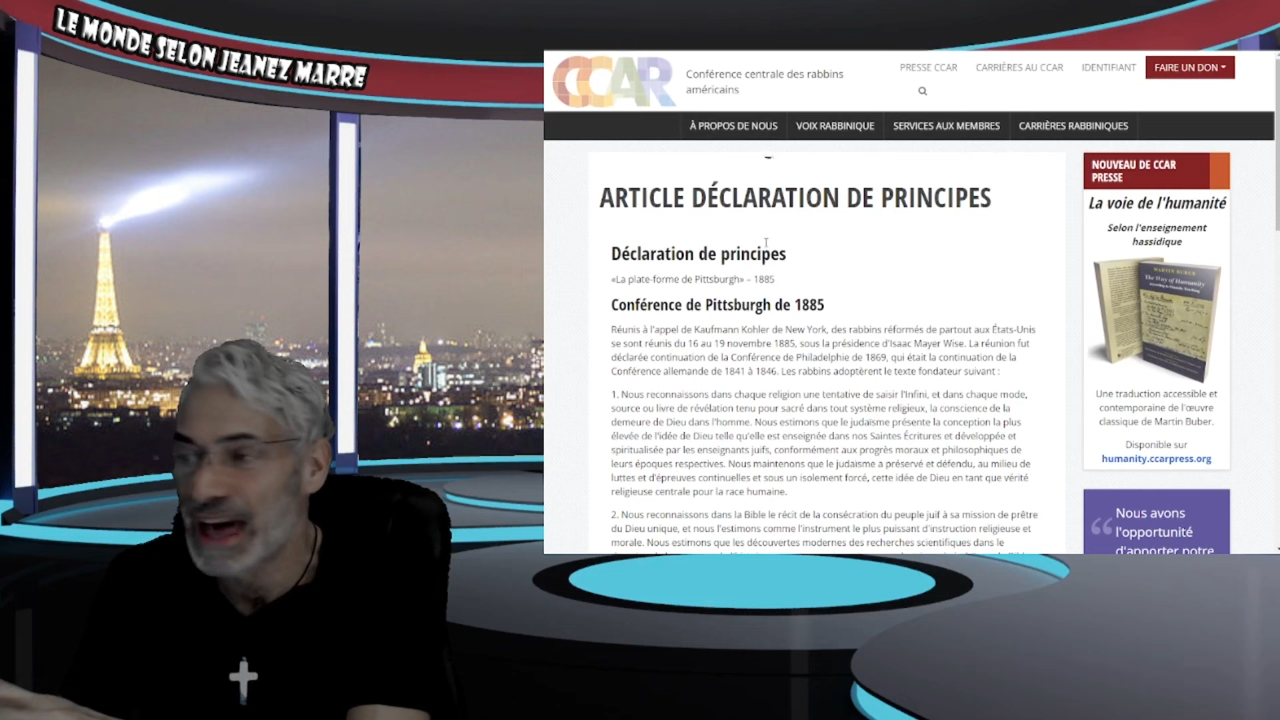 LE MONDE SELON JEANEZ MARRE
CCAR
Conférence centrale des rabbins
américains
PRESSE CCAR
CARRIÈRES AU CCAR
IDENTIFIANT
FAIRE UN DON
À PROPOS DE NOUS
VOIX RABBINIQUE
SERVICES AUX MEMBRES
CARRIÈRES RABBINIQUES
ARTICLE DÉCLARATION DE PRINCIPES
Déclaration de principes
«La plate-forme de Pittsburgh» – 1885
Conférence de Pittsburgh de 1885
Réunis à l'appel de Kaufmann Kohler de New York, des rabbins réformés de partout aux États-Unis
se sont réunis du 16 au 19 novembre 1885, sous la présidence d'Isaac Mayer Wise. La réunion fut
déclarée continuation de la Conférence de Philadelphie de 1869, qui était la continuation de la
Conférence allemande de 1841 à 1846. Les rabbins adoptèrent le texte fondateur suivant :
1. Nous reconnaissons dans chaque religion une tentative de saisir l'Infini, et dans chaque mode,
source ou livre de révélation tenu pour sacré dans tout système religieux, la conscience de la
demeure de Dieu dans l'homme. Nous estimons que le judaïsme présente la conception la plus
élevée de l'idée de Dieu telle qu'elle est enseignée dans nos Saintes Écritures et développée et
spiritualisée par les enseignants juifs, conformément aux progrès moraux et philosophiques de
leurs époques respectives. Nous maintenons que le judaïsme a préservé et défendu, au milieu de
luttes et d'épreuves continuelles et sous un isolement forcé, cette idée de Dieu en tant que vérité
religieuse centrale pour la race humaine.
2. Nous reconnaissons dans la Bible le récit de la consécration du peuple juif à sa mission de prêtre
du Dieu unique, et nous l'estimons comme l'instrument le plus puissant d'instruction religieuse et
morale. Nous estimons que les découvertes modernes des recherches scientifiques dans le
NOUVEAU DE CCAR
PRESSE
La voie de l'humanité
Selon l'enseignement
hassidique
MARTIN BUBER
The Way of Humanity
Une traduction accessible et
contemporaine de l'œuvre
classique de Martin Buber.
Disponible sur
humanity.ccarpress.org
“
Nous avons
l'opportunité
d'apporter notre